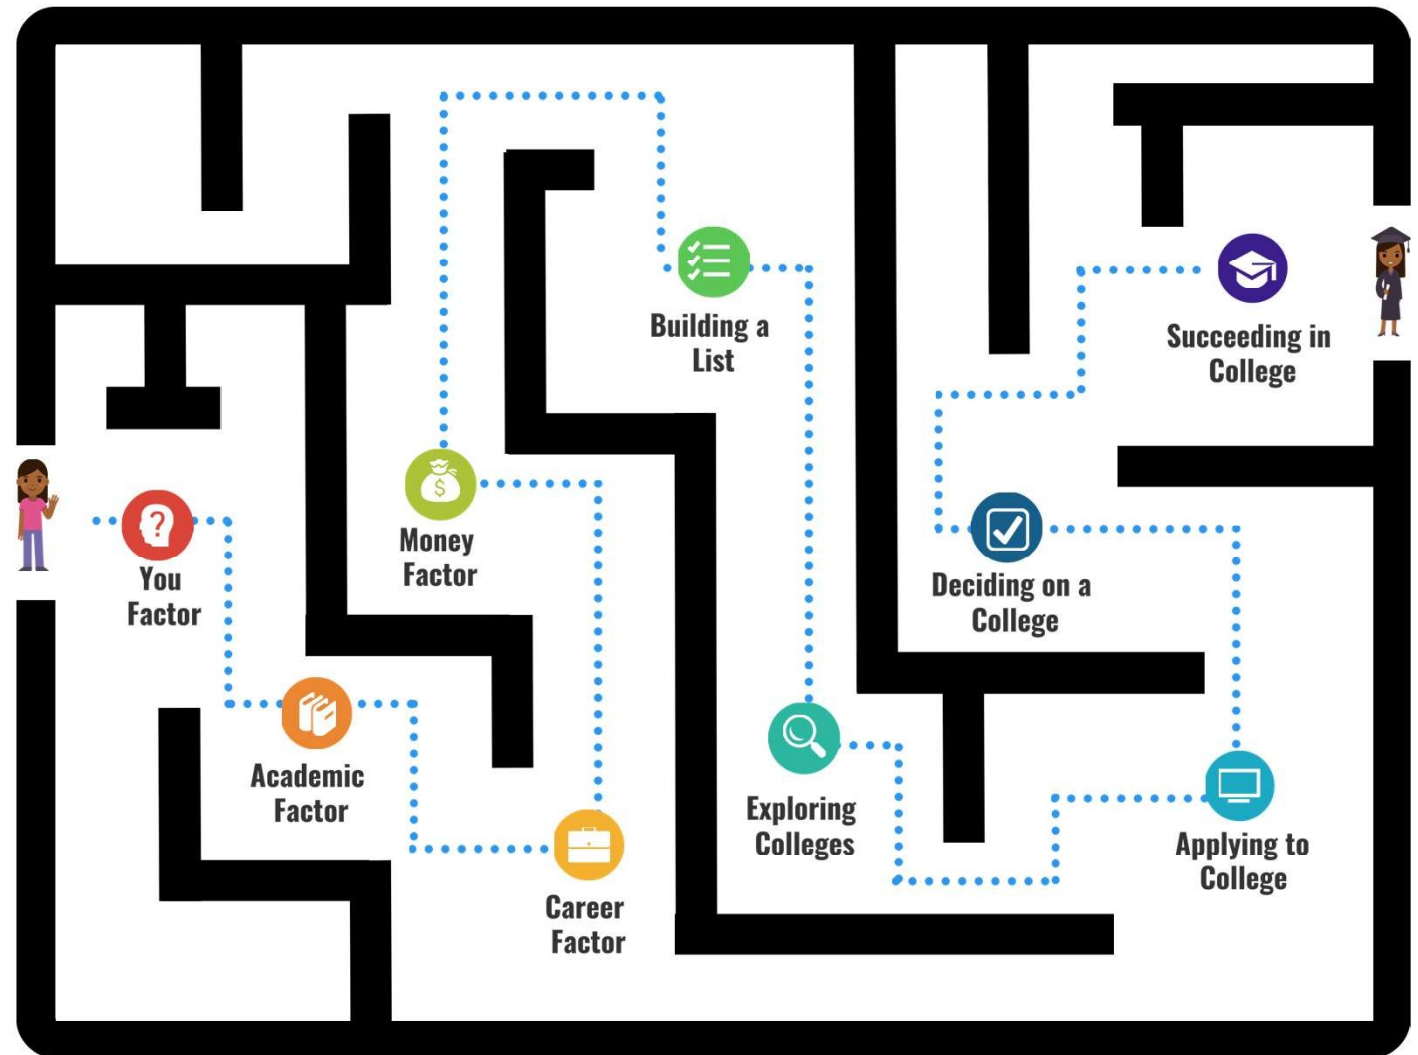 You
Factor
Academic
Factor
Career
Factor
Money
Factor
Building a
List
Exploring
Colleges
Applying to
College
Deciding on a
College
Succeeding in
College